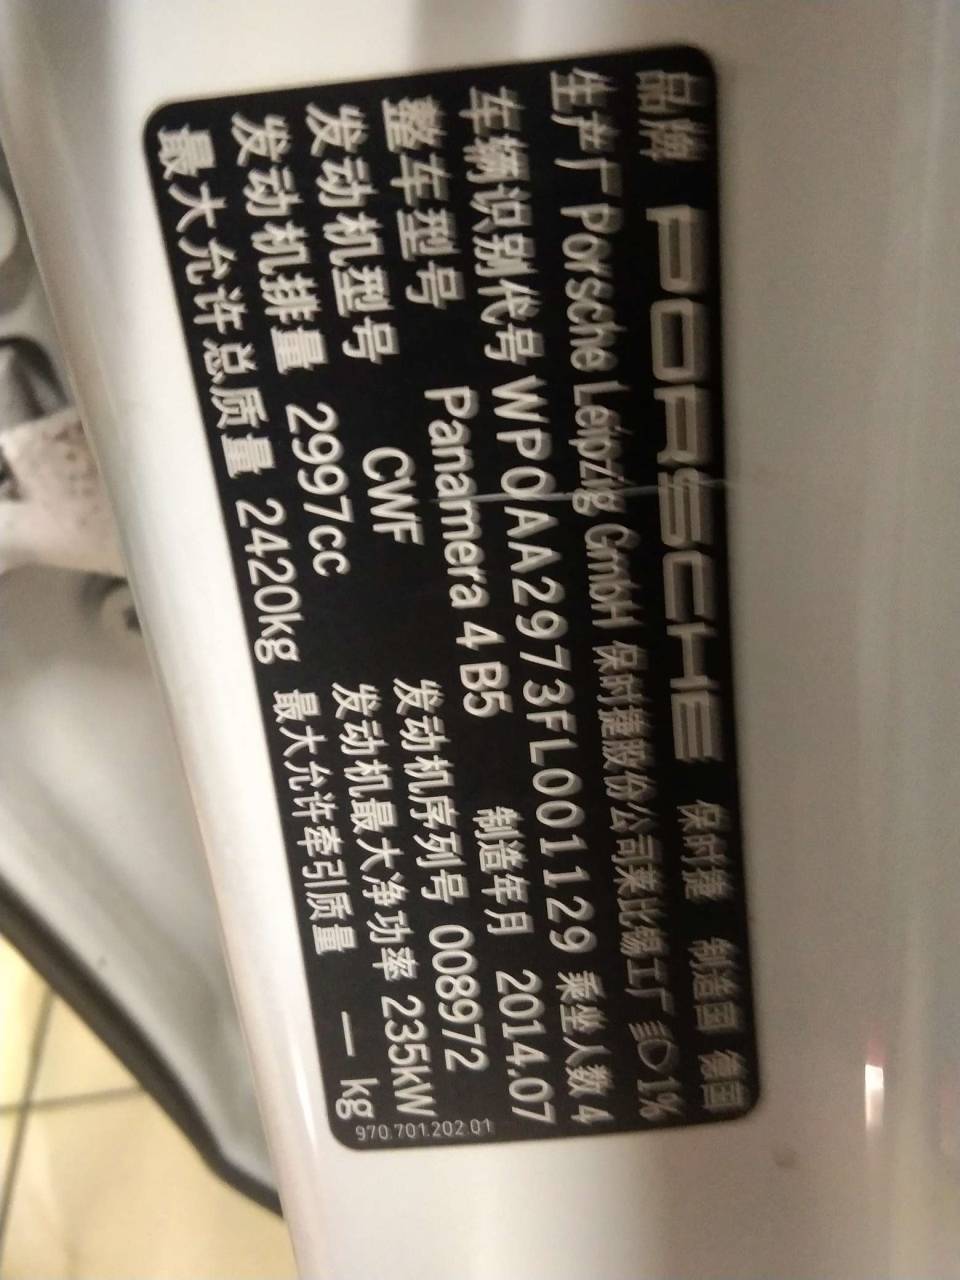 品牌 PORSCHE 保时捷 制造国 德国
生产厂 Porsche Leipzig GmbH 保时捷股份公司莱比锡工厂 1%
车辆识别代号 WP0AA2973FL001129 乘坐人数 4
整车型号 Panamera 4 B5 制造年月 2014.07
发动机型号 CWF 发动机序列号 008972
发动机排量 2997cc 发动机最大净功率 235kW
最大允许总质量 2420kg 最大允许牵引质量 — kg
970.701.202.01